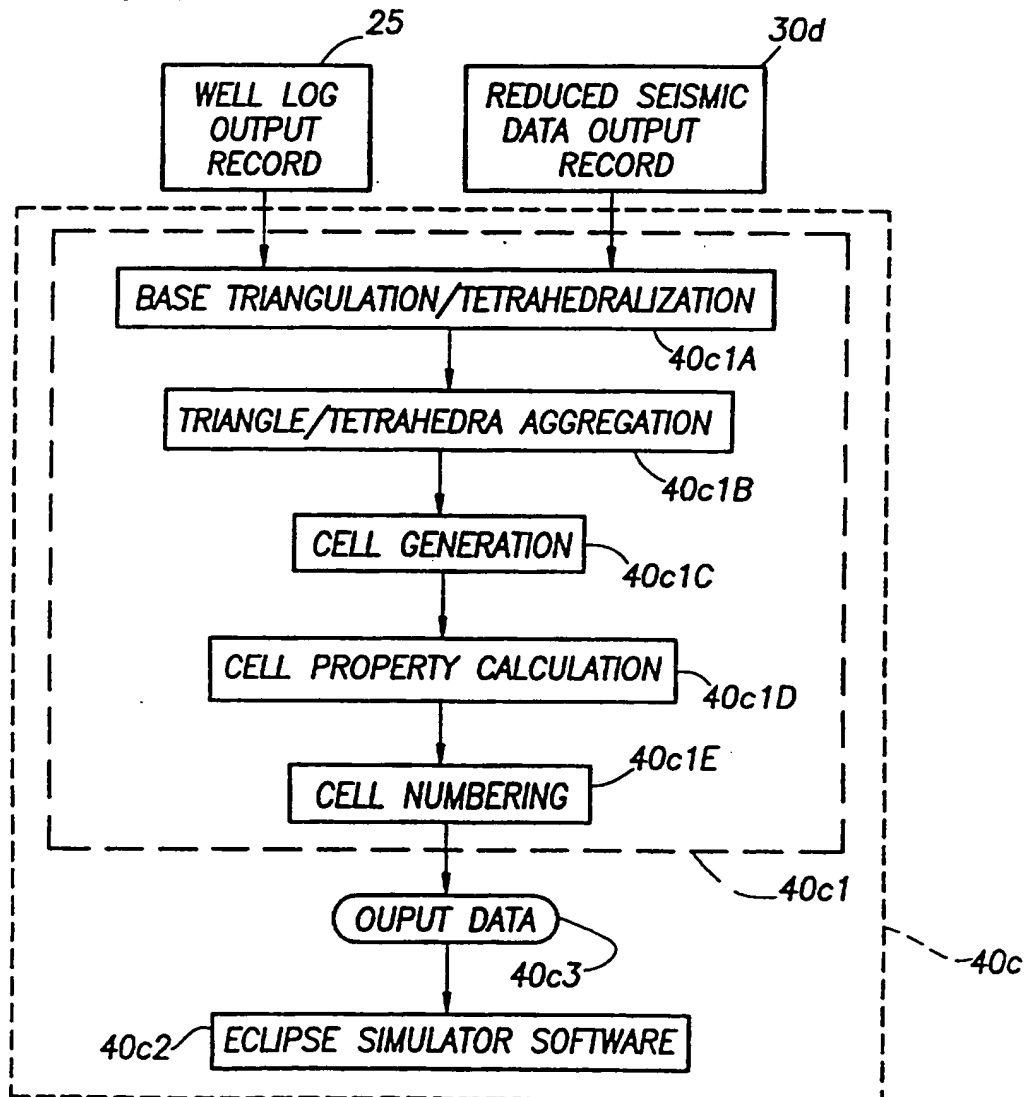 25
30d
WELL LOG
OUTPUT
RECORD
REDUCED SEISMIC
DATA OUTPUT
RECORD
BASE TRIANGULATION/TETRAHEDRALIZATION
40c1A
TRIANGLE/TETRAHEDRA AGGREGATION
40c1B
CELL GENERATION
40c1C
CELL PROPERTY CALCULATION
40c1D
40c1E
CELL NUMBERING
40c1
OUPUT DATA
40c3
40c
40c2
ECLIPSE SIMULATOR SOFTWARE